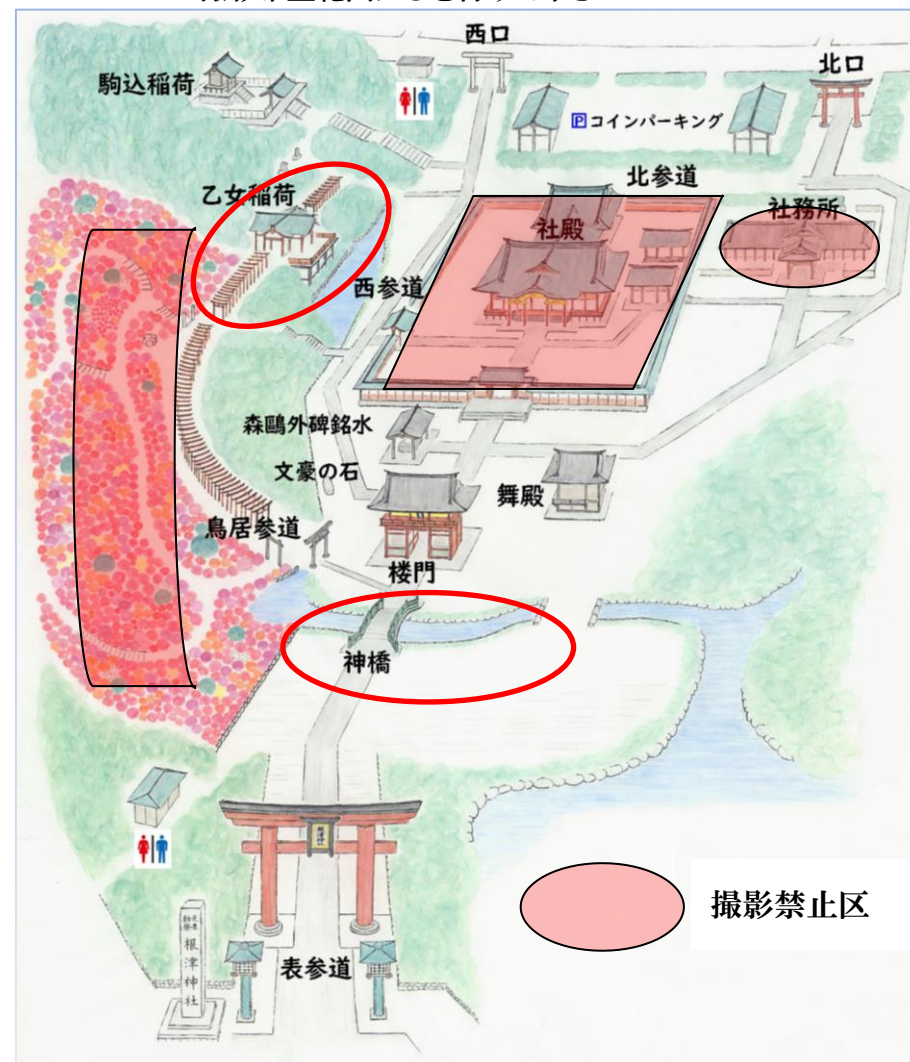 西口
北口
駒込稲荷
Pコインパーキング
北参道
乙女稲荷
社務所
社殿
西参道
森鷗外碑銘水
文豪の石
舞殿
鳥居参道
楼門
神橋
撮影禁止区
根津神社
表参道